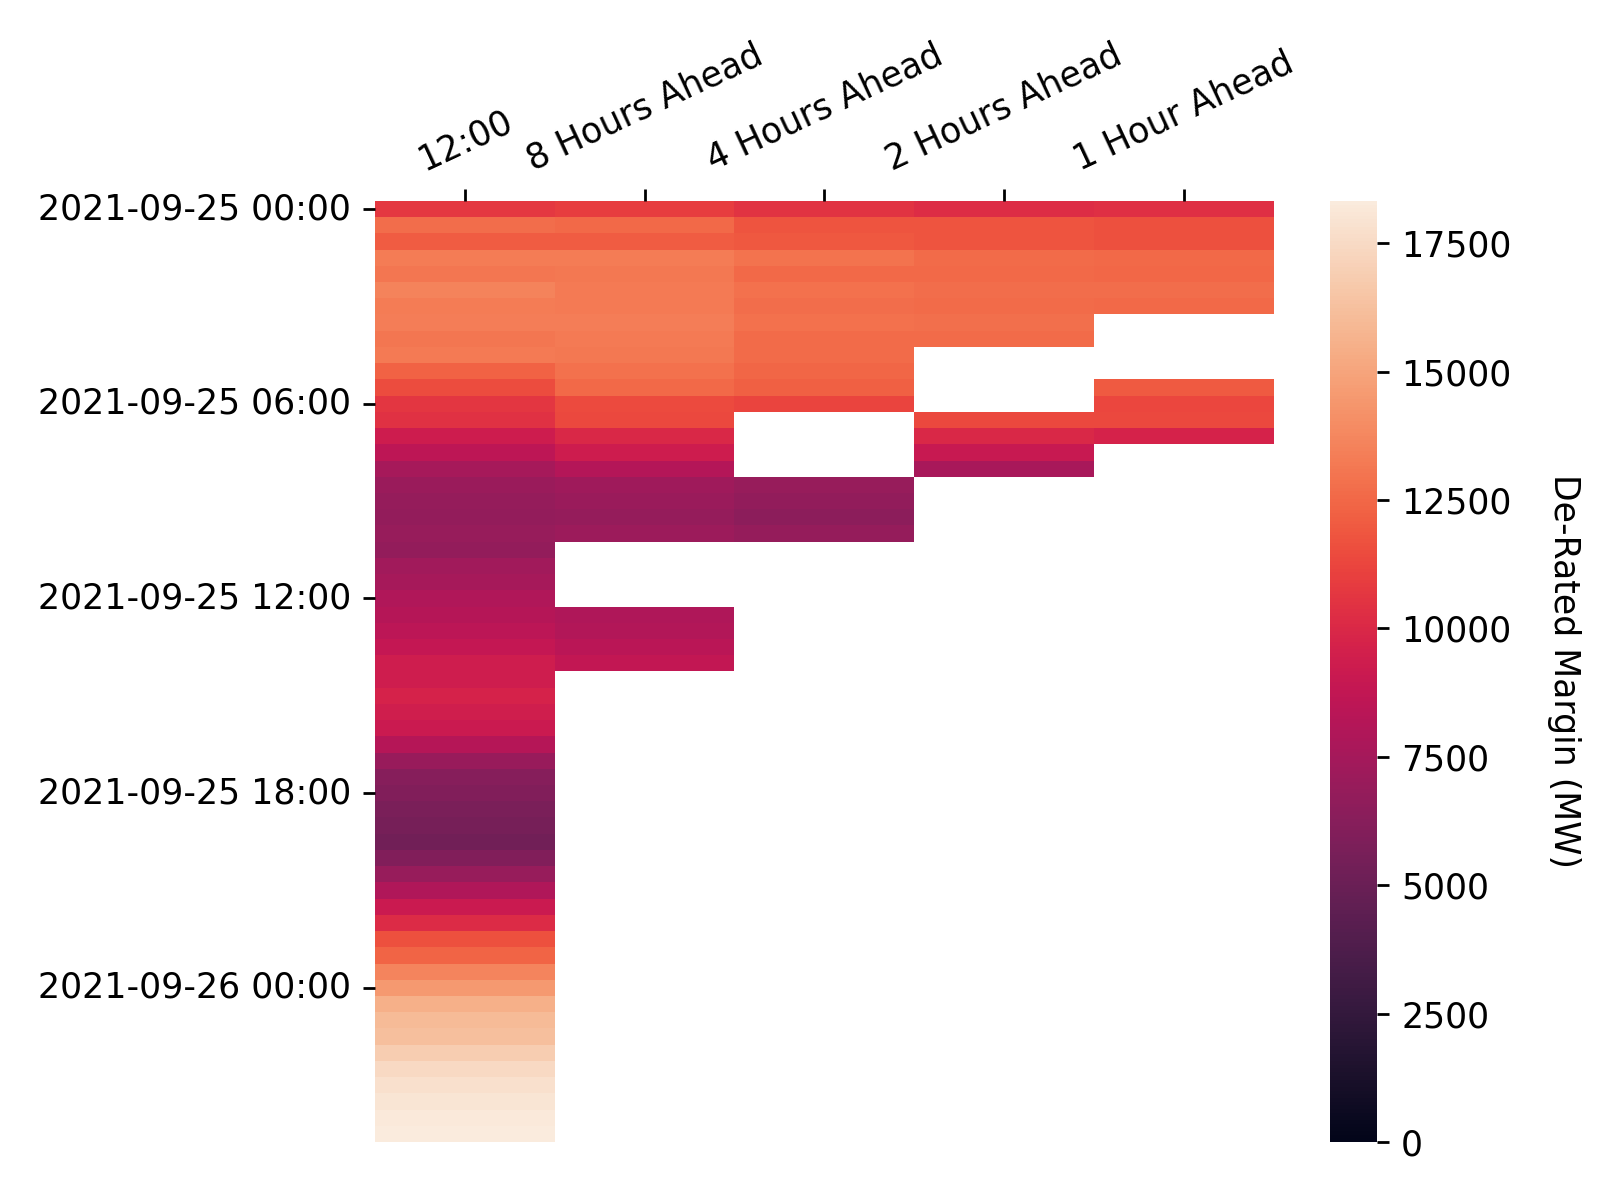 12:00
8 Hours Ahead
4 Hours Ahead
2 Hours Ahead
1 Hour Ahead
2021-09-25 00:00
2021-09-25 06:00
2021-09-25 12:00
2021-09-25 18:00
2021-09-26 00:00
17500
15000
12500
10000
7500
5000
2500
0
De-Rated Margin (MW)